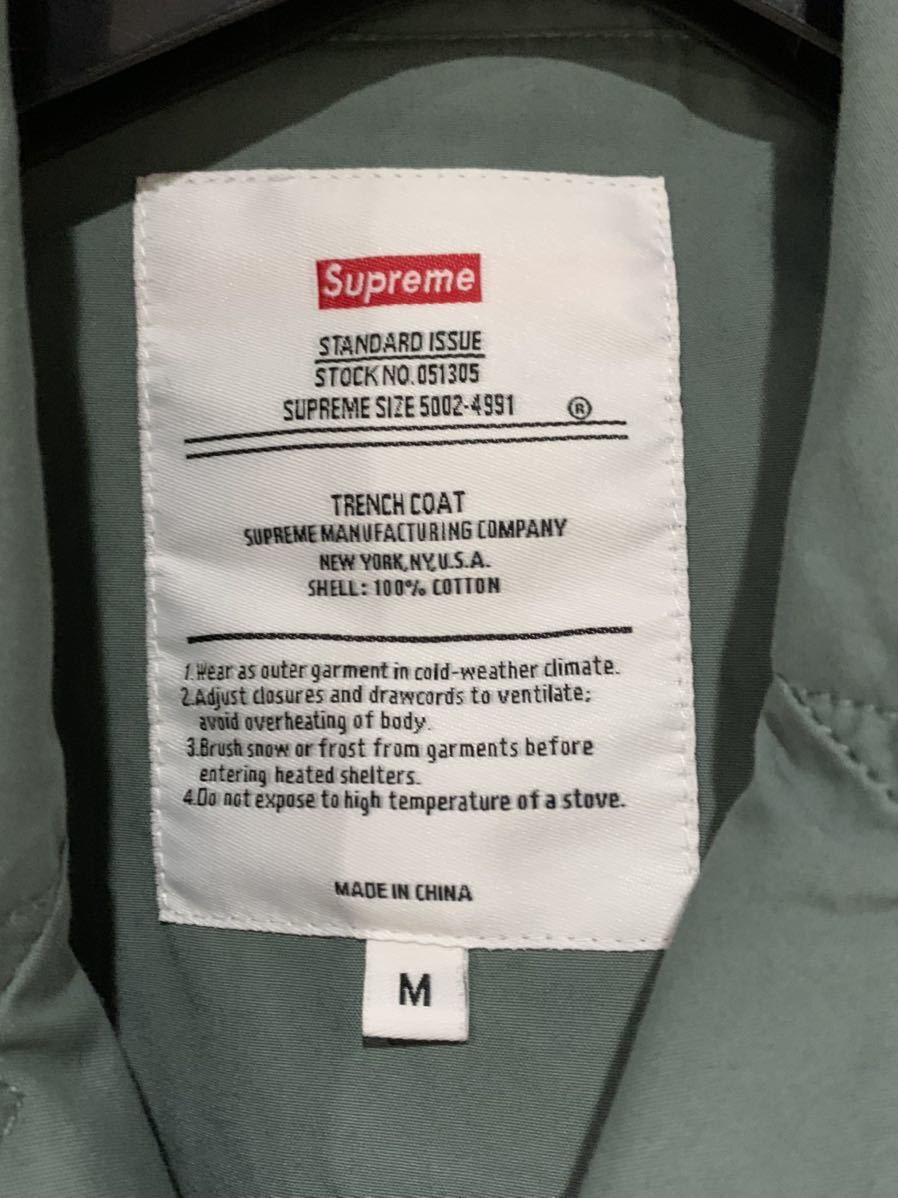 Supreme
STANDARD ISSUE
STOCK NO. 051305
SUPREME SIZE 5002-4991 ®
TRENCH COAT
SUPREME MANUFACTURING COMPANY
NEW YORK, NY, U.S.A.
SHELL: 100% COTTON
1. Wear as outer garment in cold-weather climate.
2. Adjust closures and drawcords to ventilate;
avoid overheating of body.
3. Brush snow or frost from garments before
entering heated shelters.
4. Do not expose to high temperature of a stove.
MADE IN CHINA
M